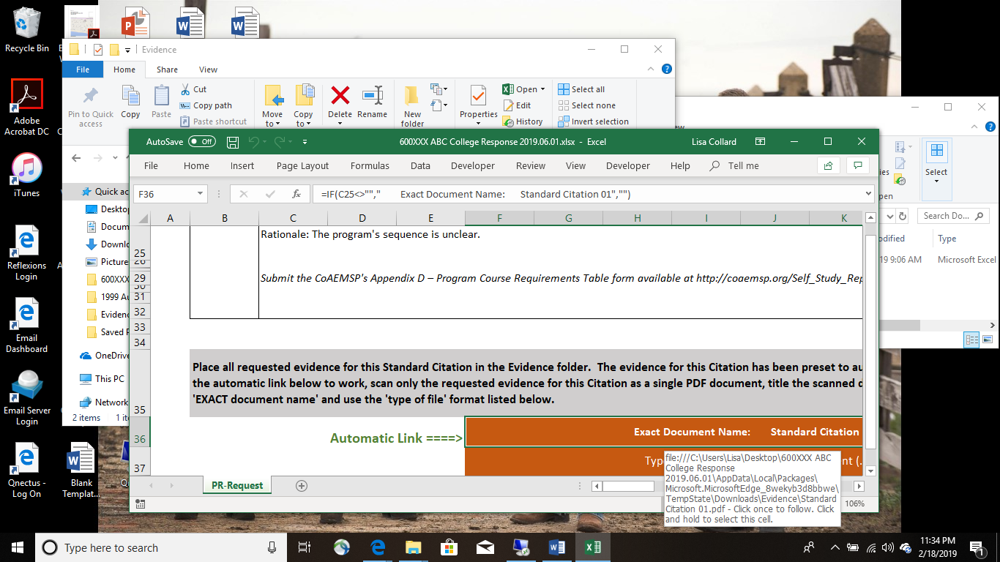 Recycle Bin
Adobe
Acrobat DC
iTunes
Reflexions
Login
Email
Dashboard
Email Server
Login
Qnectus -
Log On
Blank
Templat...
Evidence
File
Home
Share
View
Pin to Quick
access
Copy
Paste
Cut
Copy path
Paste shortcut
Move
to
Copy
to
Delete
Rename
New
folder
Properties
Open
Edit
History
Select all
Select none
Invert selection
Quick ac
Deskto
Docum
Downlo
Picture
600XXX
1999 Au
Evidenc
Saved P
OneDrive
This PC
Network
2 items
1 it
AutoSave
Off
600XXX ABC College Response 2019.06.01.xlsx - Excel
Lisa Collard
File
Home
Insert
Page Layout
Formulas
Data
Developer
Review
View
Developer
Help
Tell me
F36
fx
=IF(C25<>""," Exact Document Name: Standard Citation 01","")
A B C D E F G H I J K
Rationale: The program's sequence is unclear.
25
26
29
Submit the CoAEMSP's Appendix D – Program Course Requirements Table form available at http://coaemsp.org/Self_Study_Rep
30
31
32
33
34
Place all requested evidence for this Standard Citation in the Evidence folder. The evidence for this Citation has been preset to au
the automatic link below to work, scan only the requested evidence for this Citation as a single PDF document, title the scanned d
'EXACT document name' and use the 'type of file' format listed below.
35
36
Automatic Link ====>
Exact Document Name: Standard Citation
37
Typ
nt (.
file:///C:\Users\Lisa\Desktop\600XXX ABC
College Response
2019.06.01\AppData\Local\Packages\
Microsoft.MicrosoftEdge_8wekyb3d8bbwe\
TempState\Downloads\Evidence\Standard
Citation 01.pdf - Click once to follow. Click
and hold to select this cell.
PR-Request
106%
ew
ies
pen
Select
Search Do...
odified
Type
19 9:06 AM
Microsoft Excel
Type here to search
11:34 PM
2/18/2019
1